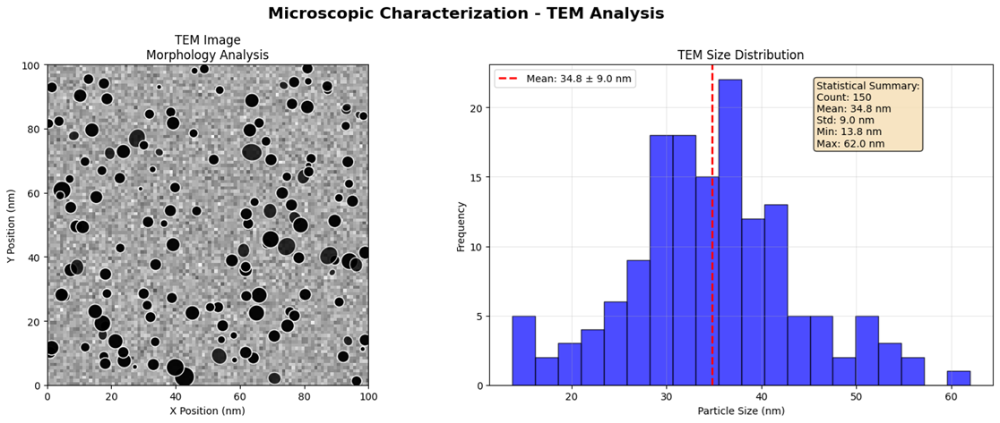 Microscopic Characterization - TEM Analysis
TEM Image
Morphology Analysis
100
80
60
40
20
0
Y Position (nm)
0 20 40 60 80 100
X Position (nm)
TEM Size Distribution
Mean: 34.8 ± 9.0 nm
Statistical Summary:
Count: 150
Mean: 34.8 nm
Std: 9.0 nm
Min: 13.8 nm
Max: 62.0 nm
20
15
10
5
0
Frequency
20 30 40 50 60
Particle Size (nm)